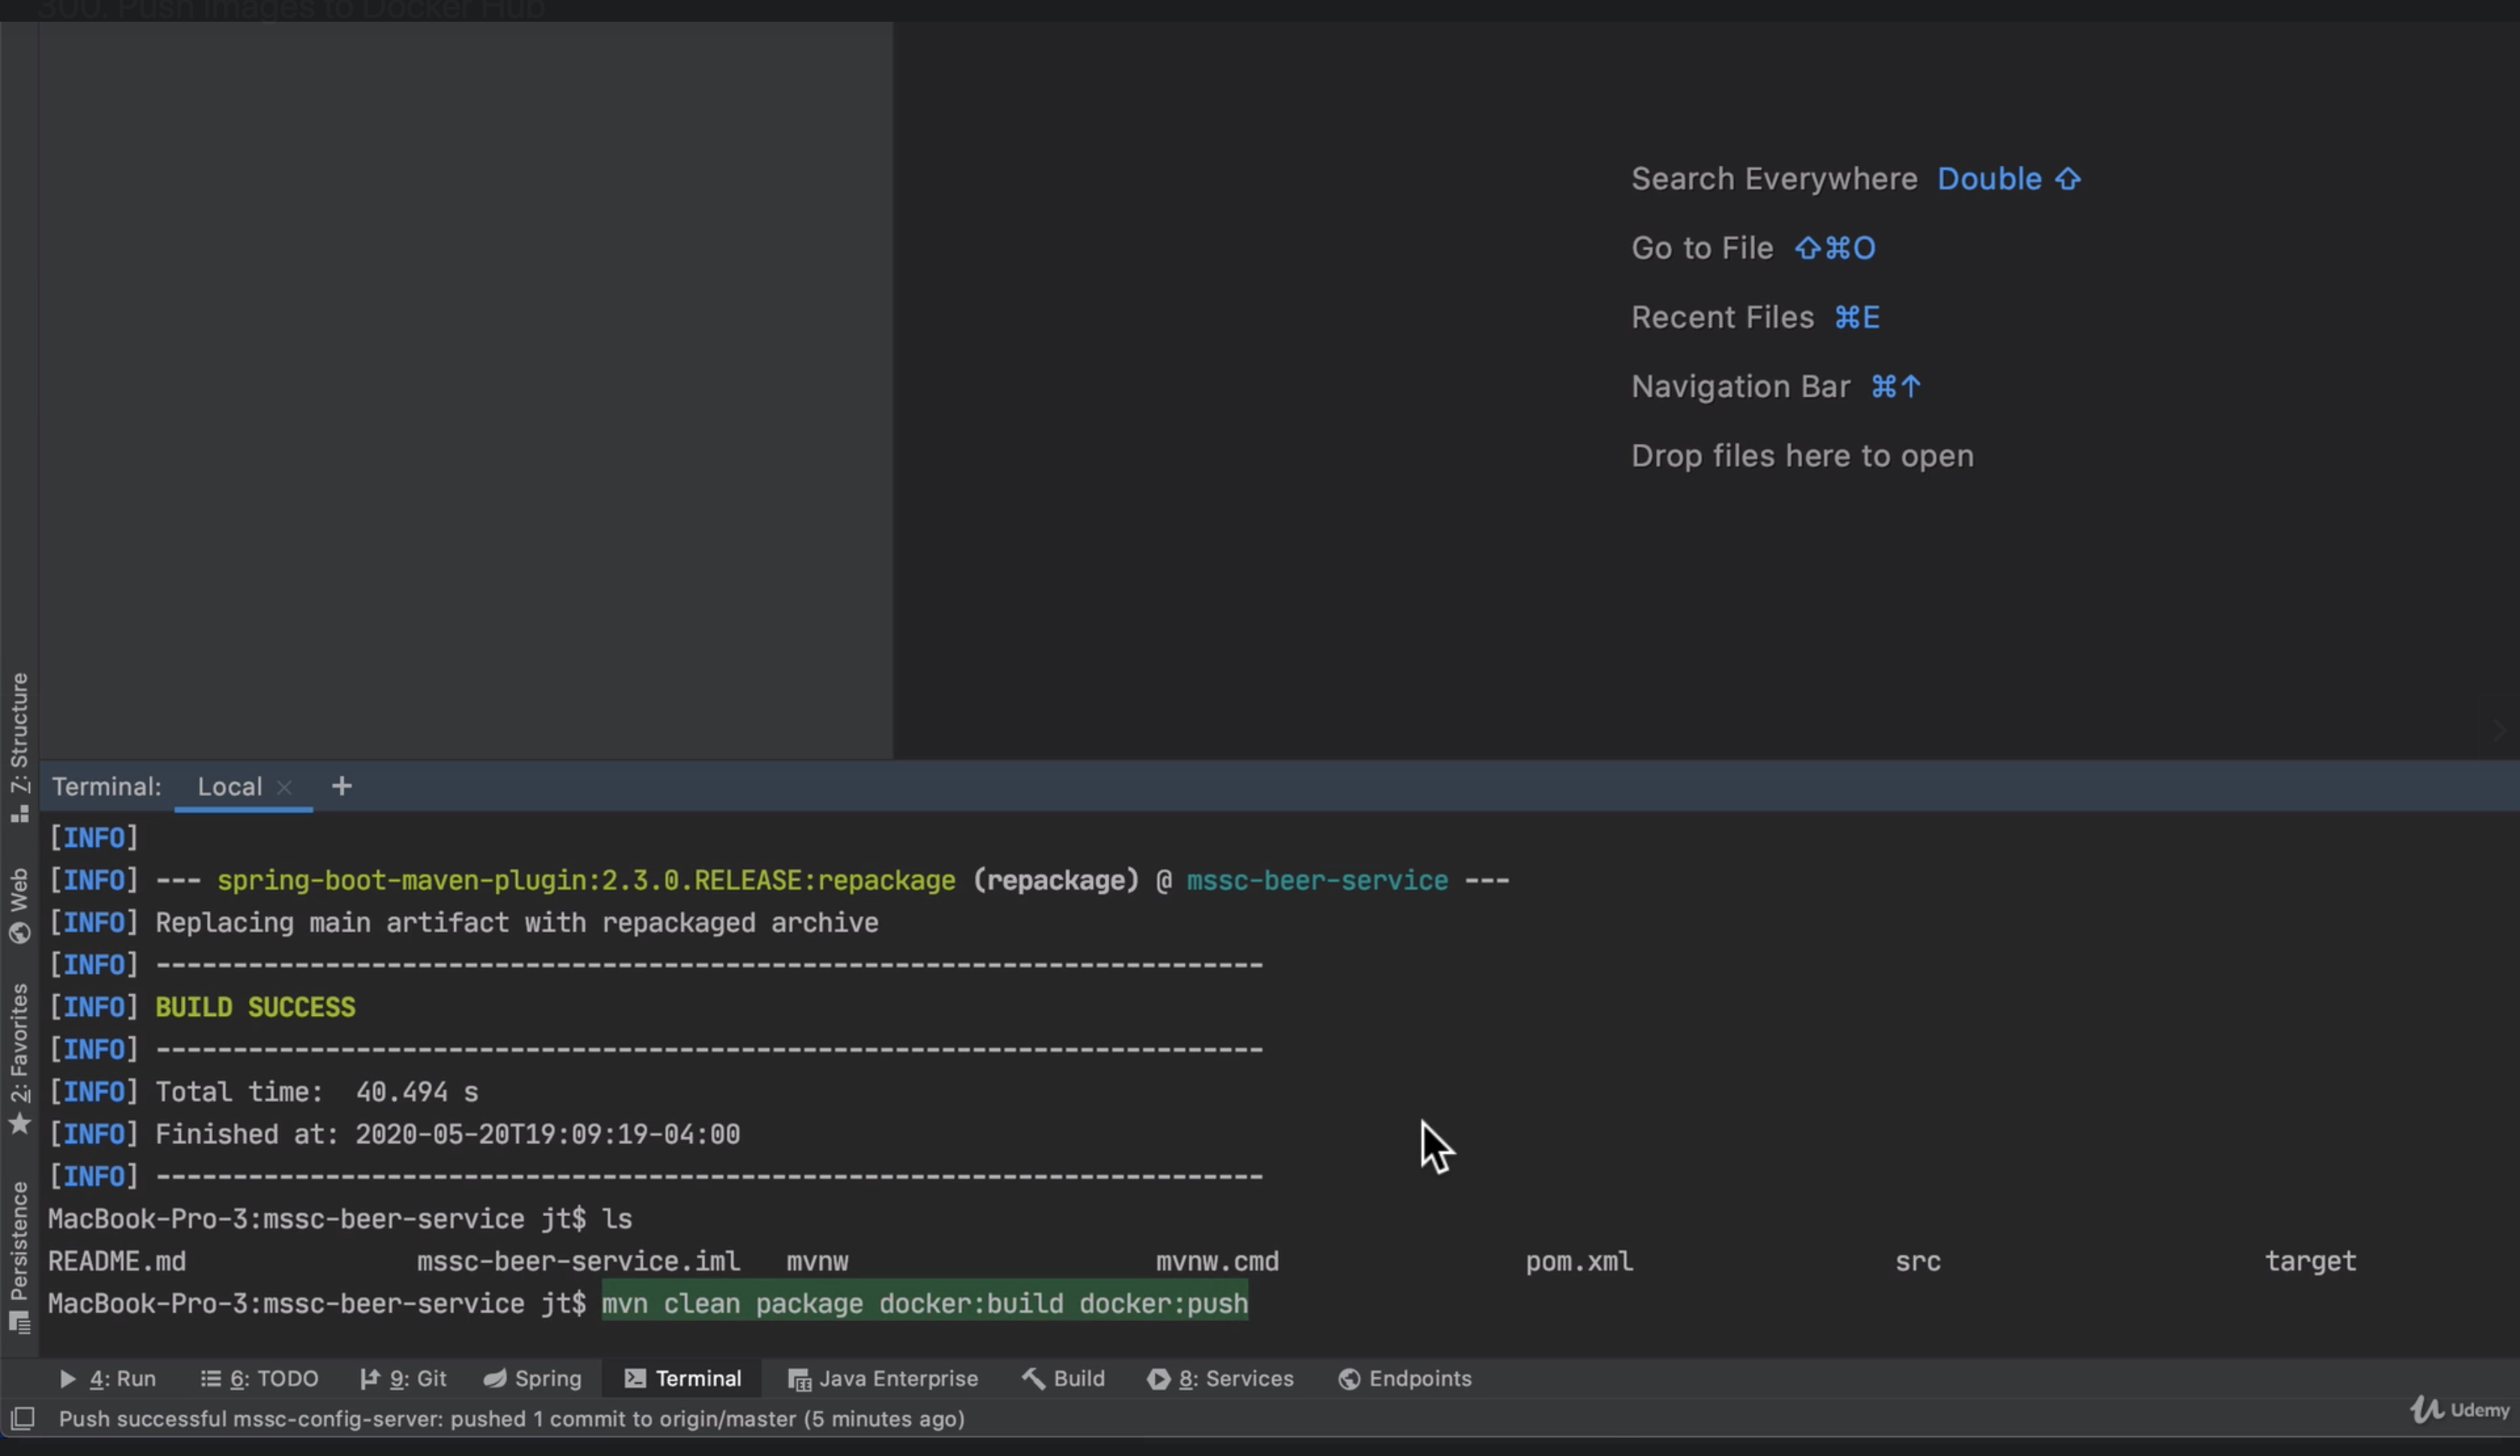 300. Push Images to Docker Hub
Search Everywhere Double ⇧
Go to File ⇧⌘O
Recent Files ⌘E
Navigation Bar ⌘↑
Drop files here to open
Z: Structure
Web
2: Favorites
Persistence
Terminal: Local × +
[INFO]
[INFO] --- spring-boot-maven-plugin:2.3.0.RELEASE:repackage (repackage) @ mssc-beer-service ---
[INFO] Replacing main artifact with repackaged archive
[INFO] ------------------------------------------------------------------------
[INFO] BUILD SUCCESS
[INFO] ------------------------------------------------------------------------
[INFO] Total time:  40.494 s
[INFO] Finished at: 2020-05-20T19:09:19-04:00
[INFO] ------------------------------------------------------------------------
MacBook-Pro-3:mssc-beer-service jt$ ls
README.md mssc-beer-service.iml mvnw mvnw.cmd pom.xml src target
MacBook-Pro-3:mssc-beer-service jt$ mvn clean package docker:build docker:push
4: Run 6: TODO 9: Git Spring Terminal Java Enterprise Build 8: Services Endpoints
Push successful mssc-config-server: pushed 1 commit to origin/master (5 minutes ago)
Udemy